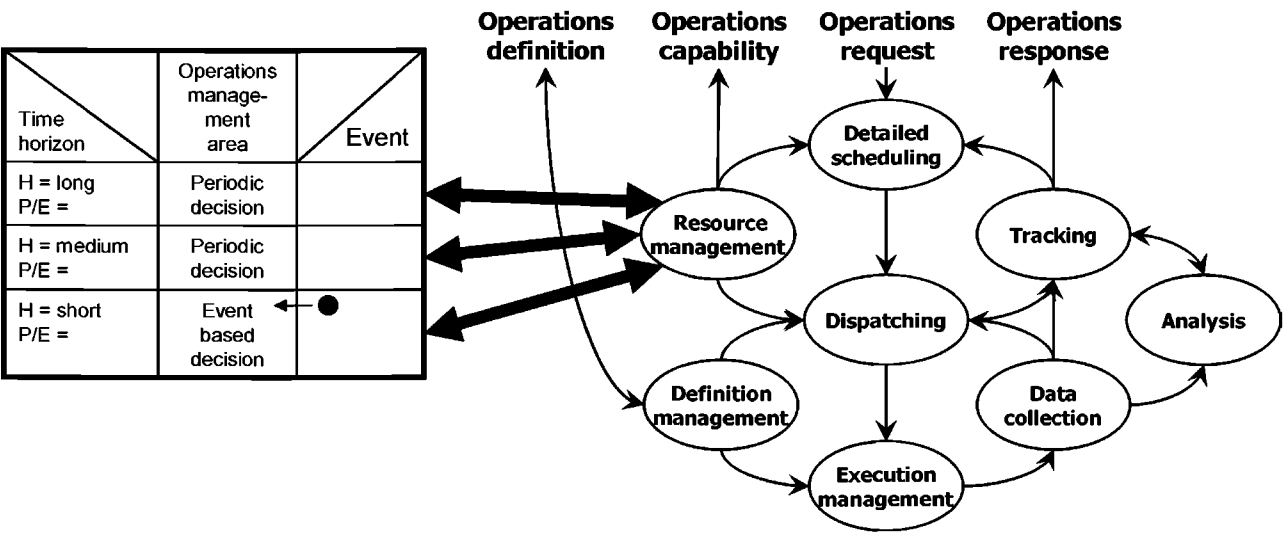 Operations
definition
Operations
capability
Operations
request
Operations
response
Time
horizon
Operations
manage-
ment
area
Event
H = long
P/E =
Periodic
decision
H = medium
P/E =
Periodic
decision
H = short
P/E =
Event
based
decision
Detailed
scheduling
Resource
management
Tracking
Dispatching
Analysis
Definition
management
Data
collection
Execution
management